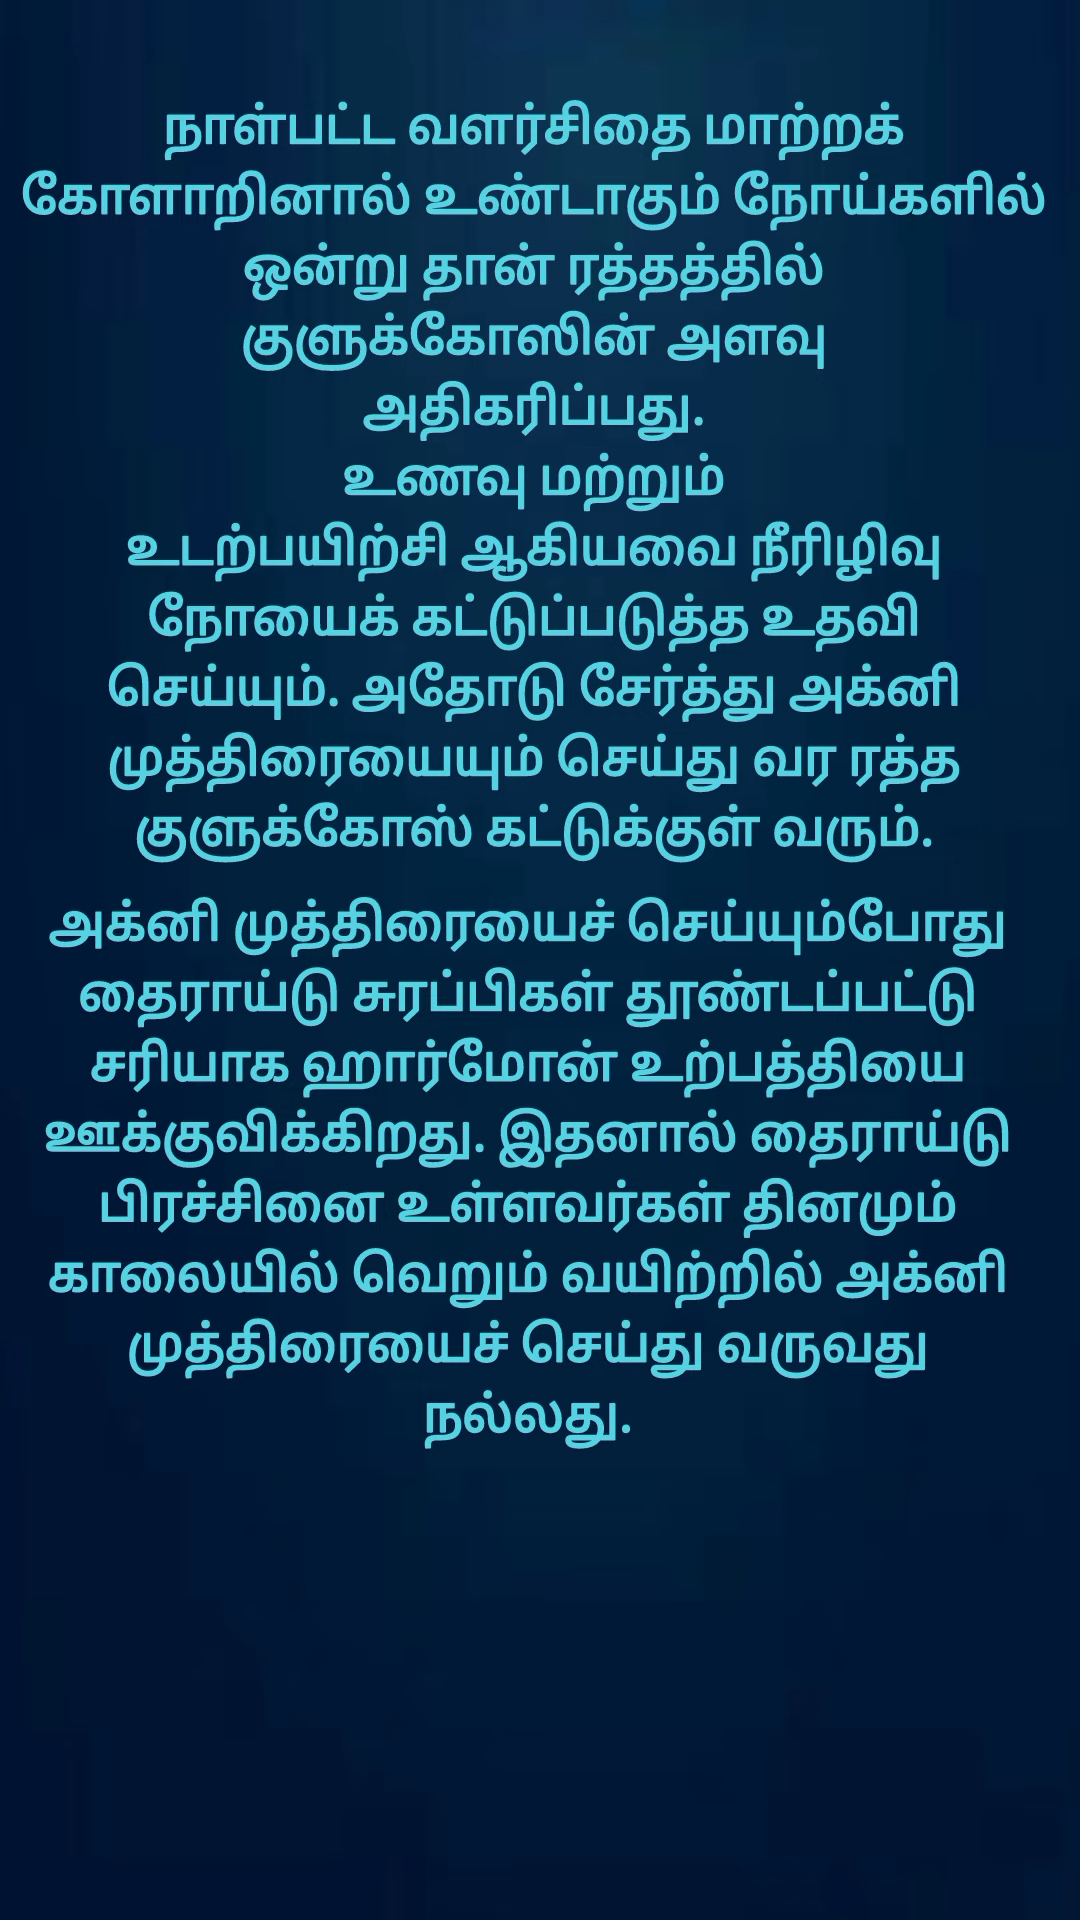 நாள்பட்ட வளர்சிதை மாற்றக்
கோளாறினால் உண்டாகும் நோய்களில்
ஒன்று தான் ரத்தத்தில்
குளுக்கோஸின் அளவு
அதிகரிப்பது.
உணவு மற்றும்
உடற்பயிற்சி ஆகியவை நீரிழிவு
நோயைக் கட்டுப்படுத்த உதவி
செய்யும். அதோடு சேர்த்து அக்னி
முத்திரையையும் செய்து வர ரத்த
குளுக்கோஸ் கட்டுக்குள் வரும்.
அக்னி முத்திரையைச் செய்யும்போது
தைராய்டு சுரப்பிகள் தூண்டப்பட்டு
சரியாக ஹார்மோன் உற்பத்தியை
ஊக்குவிக்கிறது. இதனால் தைராய்டு
பிரச்சினை உள்ளவர்கள் தினமும்
காலையில் வெறும் வயிற்றில் அக்னி
முத்திரையைச் செய்து வருவது
நல்லது.